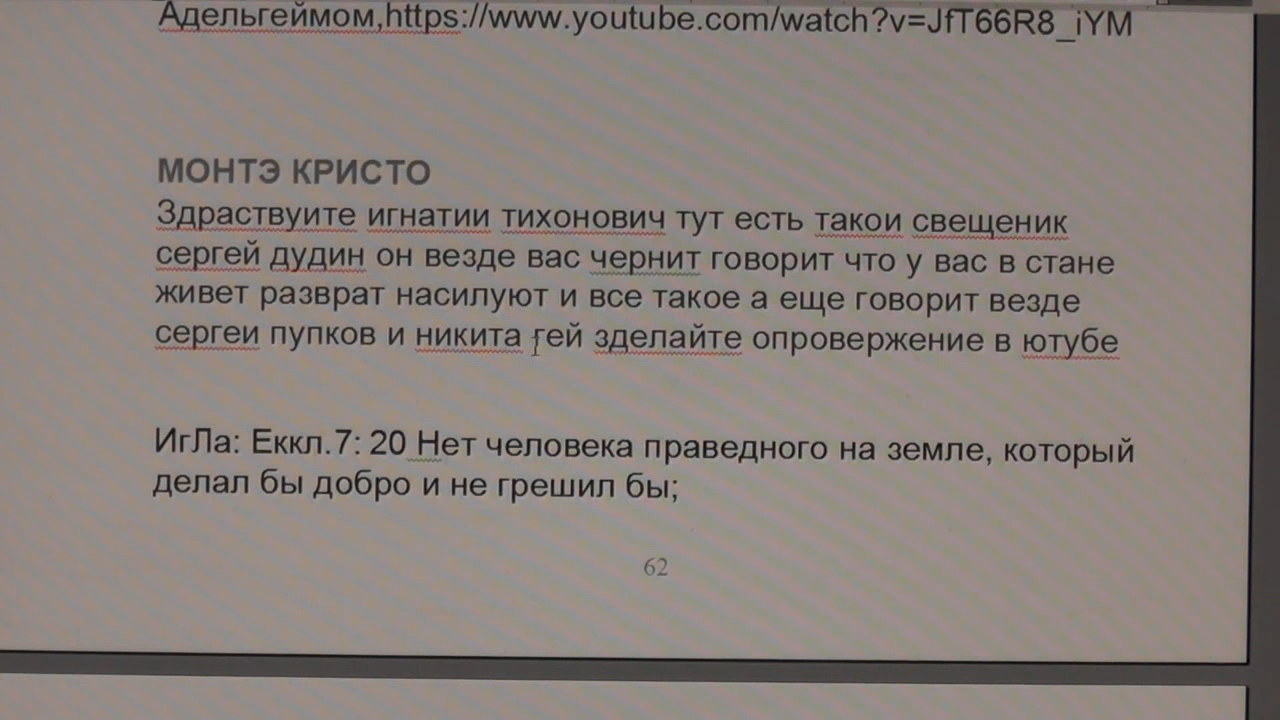 Адельгеймом,https://www.youtube.com/watch?v=JfT66R8_iYM
МОНТЭ КРИСТО
Здраствуите игнатии тихонович тут есть такои свещеник
сергей дудин он везде вас чернит говорит что у вас в стане
живет разврат насилуют и все такое а еще говорит везде
сергеи пупков и никита гей зделайте опровержение в ютубе
ИгЛа: Еккл.7: 20 Нет человека праведного на земле, который
делал бы добро и не грешил бы;
62